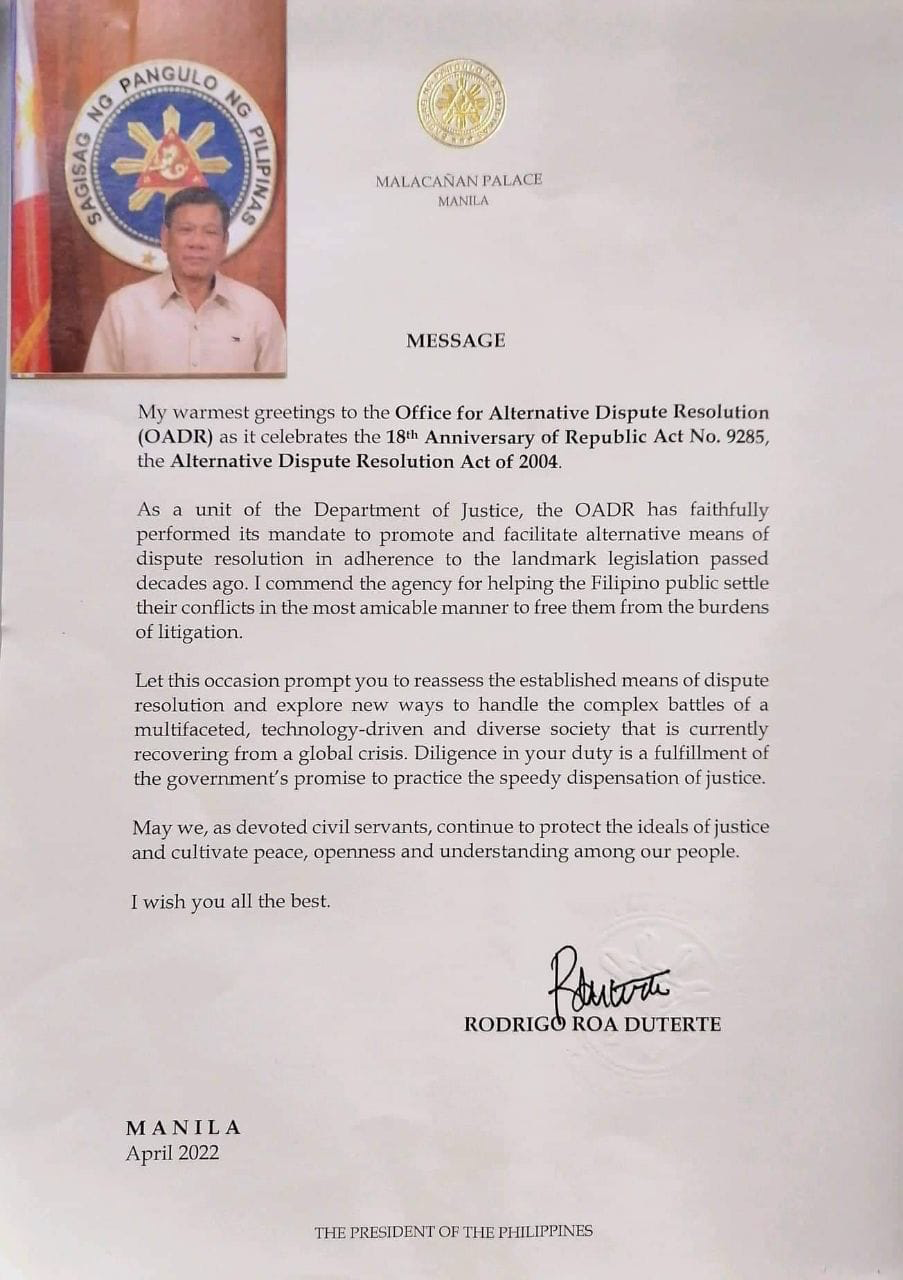 SAGISAG NG PANGULO NG PILIPINAS
MALACAÑAN PALACE
MANILA
MESSAGE
My warmest greetings to the Office for Alternative Dispute Resolution
(OADR) as it celebrates the 18th Anniversary of Republic Act No. 9285,
the Alternative Dispute Resolution Act of 2004.
As a unit of the Department of Justice, the OADR has faithfully
performed its mandate to promote and facilitate alternative means of
dispute resolution in adherence to the landmark legislation passed
decades ago. I commend the agency for helping the Filipino public settle
their conflicts in the most amicable manner to free them from the burdens
of litigation.
Let this occasion prompt you to reassess the established means of dispute
resolution and explore new ways to handle the complex battles of a
multifaceted, technology-driven and diverse society that is currently
recovering from a global crisis. Diligence in your duty is a fulfillment of
the government's promise to practice the speedy dispensation of justice.
May we, as devoted civil servants, continue to protect the ideals of justice
and cultivate peace, openness and understanding among our people.
I wish you all the best.
RODRIGO ROA DUTERTE
MANILA
April 2022
THE PRESIDENT OF THE PHILIPPINES